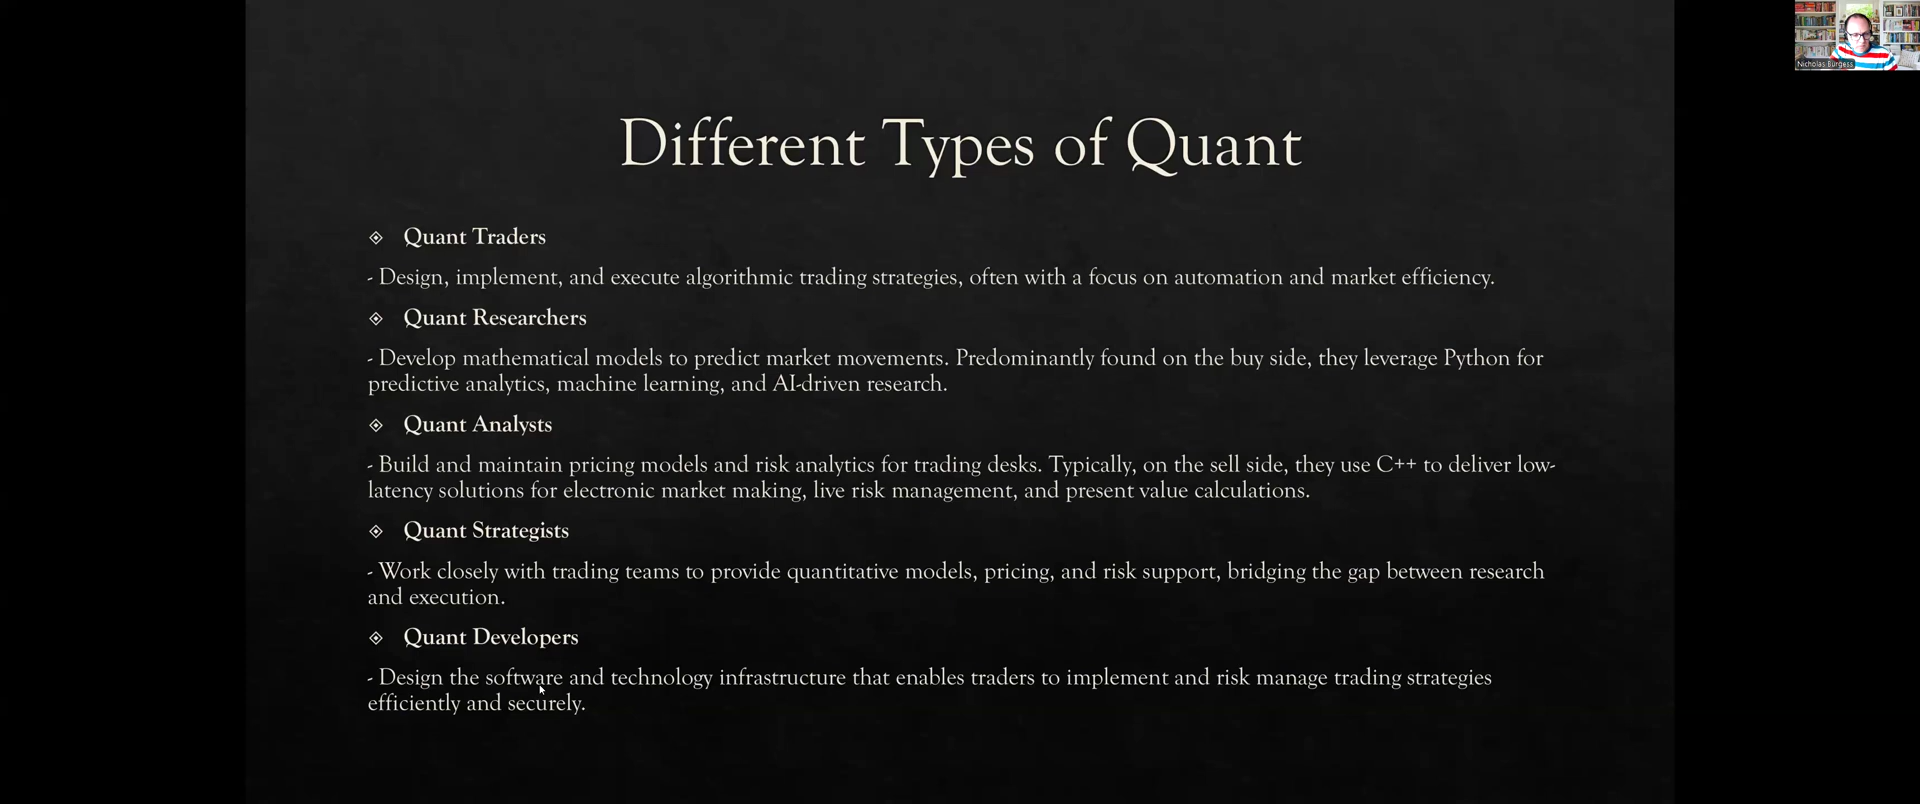 Different Types of Quant
Quant Traders
- Design, implement, and execute algorithmic trading strategies, often with a focus on automation and market efficiency.
Quant Researchers
- Develop mathematical models to predict market movements. Predominantly found on the buy side, they leverage Python for
predictive analytics, machine learning, and AI-driven research.
Quant Analysts
- Build and maintain pricing models and risk analytics for trading desks. Typically, on the sell side, they use C++ to deliver low-
latency solutions for electronic market making, live risk management, and present value calculations.
Quant Strategists
- Work closely with trading teams to provide quantitative models, pricing, and risk support, bridging the gap between research
and execution.
Quant Developers
- Design the software and technology infrastructure that enables traders to implement and risk manage trading strategies
efficiently and securely.
Nicholas Burgess